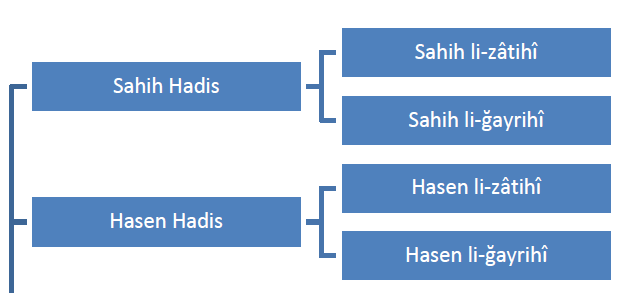 Sahih Hadis
Sahih li-zâtihî
Sahih li-ğayrihî
Hasen Hadis
Hasen li-zâtihî
Hasen li-ğayrihî